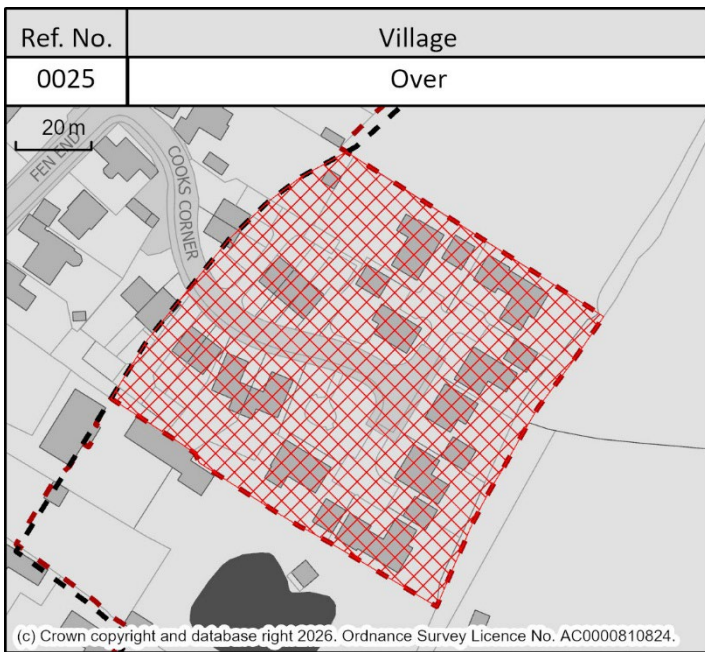 Ref. No. Village
0025 Over
20 m
FEN END
COOKS CORNER
(c) Crown copyright and database right 2026. Ordnance Survey Licence No. AC0000810824.